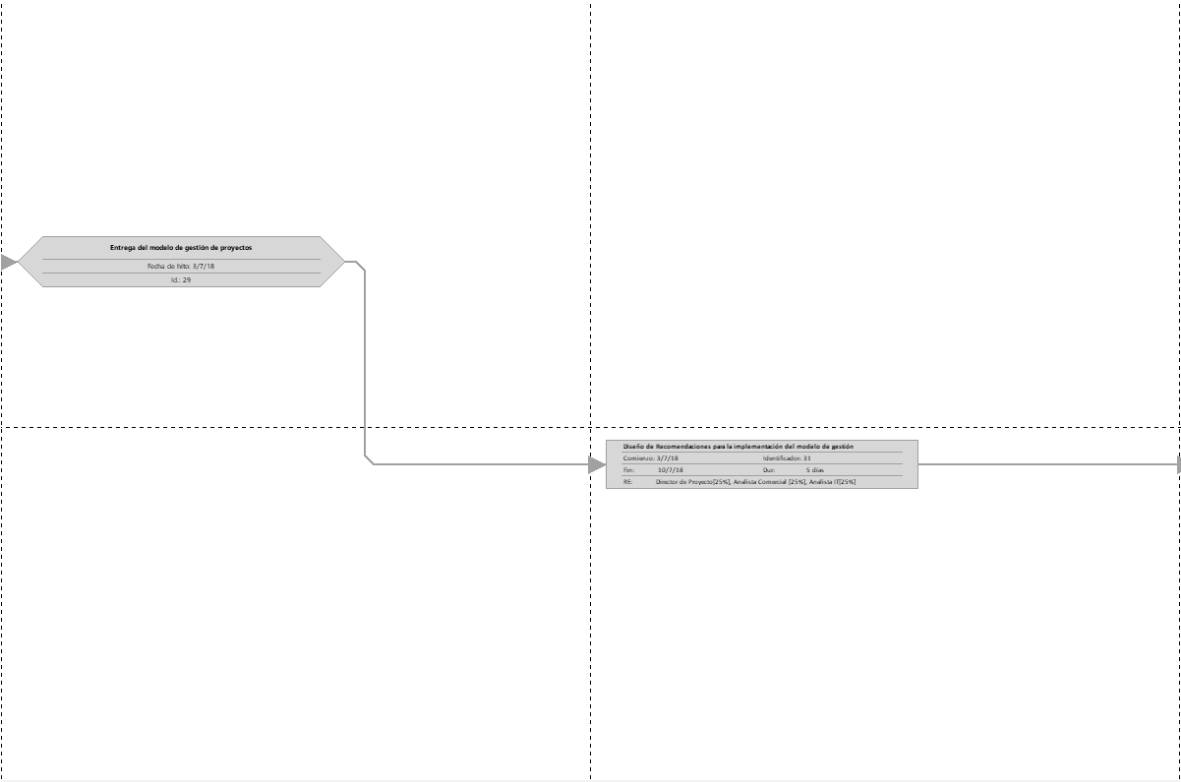 Entrega del modelo de gestión de proyectos
Fecha de hito: 3/7/18
Id.: 29
Diseño de Recomendaciones para la implementación del modelo de gestión
Comienzo: 3/7/18 Identificador: 31
Fin: 10/7/18 Dur: 5 días
RE: Director de Proyecto[25%], Analista Comercial [25%], Analista IT[25%]